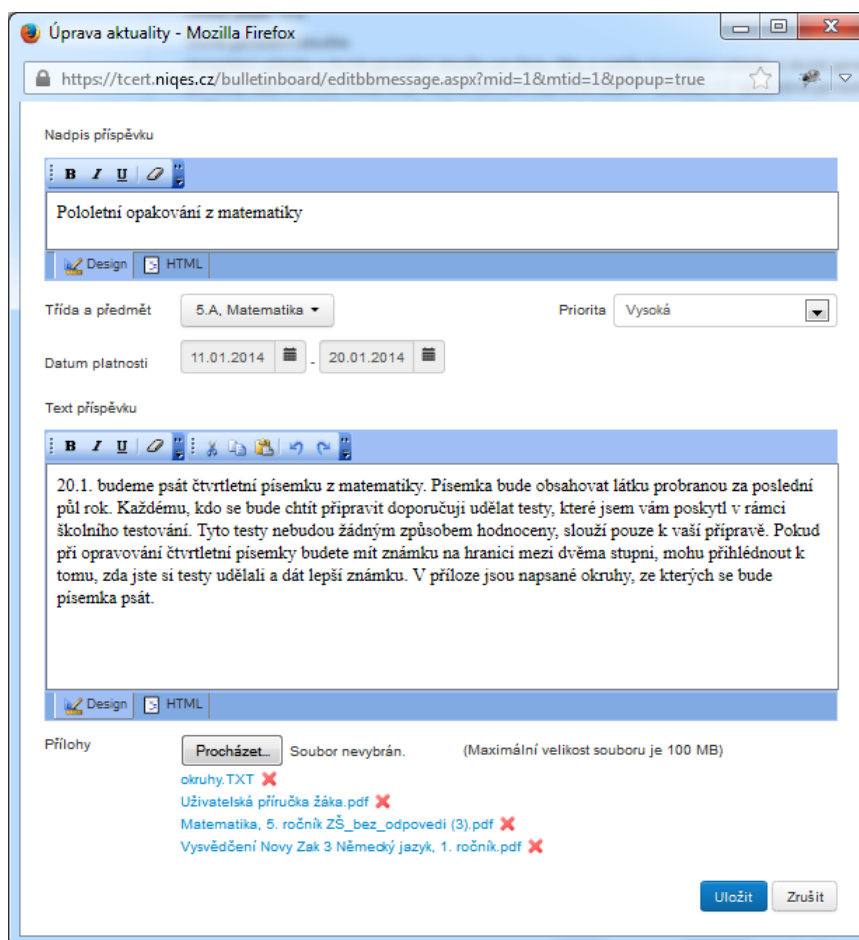 Úprava aktuality - Mozilla Firefox
https://tcert.niqes.cz/bulletinboard/editbbmessage.aspx?mid=1&mtid=1&popup=true
Nadpis příspěvku
B I U
Pololetní opakování z matematiky
Design HTML
Třída a předmět 5.A, Matematika Priorita Vysoká
Datum platnosti 11.01.2014 - 20.01.2014
Text příspěvku
B I U
20.1. budeme psát čtvrtletní písemku z matematiky. Písemka bude obsahovat látku probranou za poslední
půl rok. Každému, kdo se bude chtít připravit doporučuji udělat testy, které jsem vám poskytl v rámci
školního testování. Tyto testy nebudou žádným způsobem hodnoceny, slouží pouze k vaší přípravě. Pokud
při opravování čtvrtletní písemky budete mít známku na hranici mezi dvěma stupni, mohu přihlédnout k
tomu, zda jste si testy udělali a dát lepší známku. V příloze jsou napsané okruhy, ze kterých se bude
písemka psát.
Design HTML
Přílohy Procházet... Soubor nevybrán. (Maximální velikost souboru je 100 MB)
okruhy.TXT
Uživatelská příručka žáka.pdf
Matematika, 5. ročník ZŠ_bez_odpovedi (3).pdf
Vysvědčení Novy Zak 3 Německý jazyk, 1. ročník.pdf
Uložit Zrušit